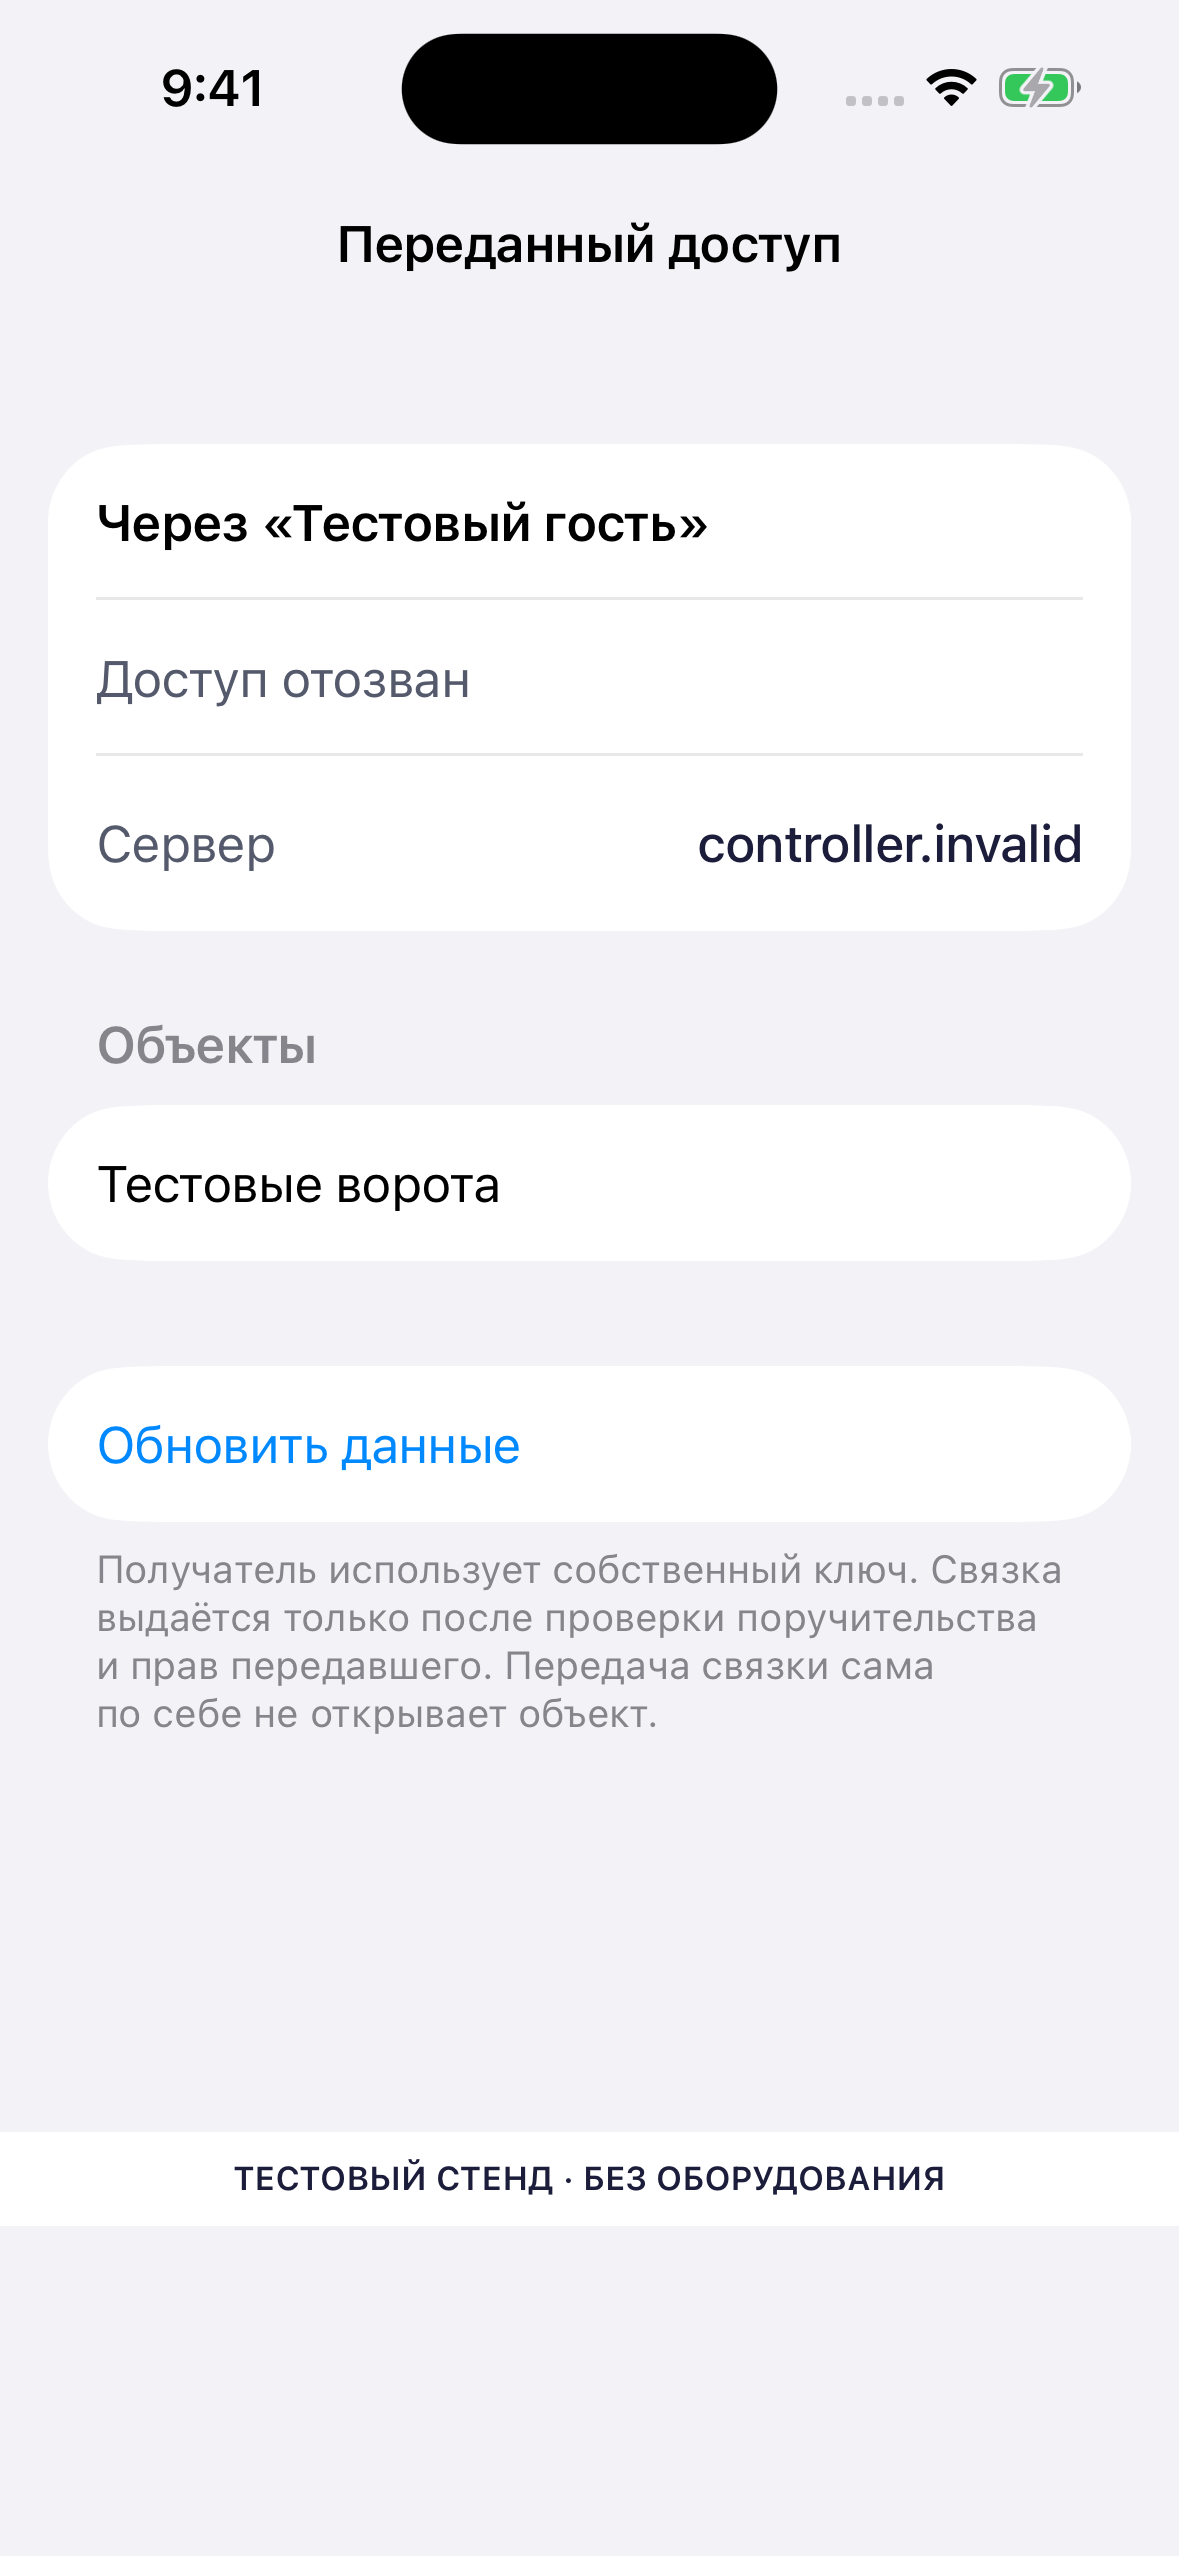 9:41
Переданный доступ
Через «Тестовый гость»
Доступ отозван
Сервер controller.invalid
Объекты
Тестовые ворота
Обновить данные
Получатель использует собственный ключ. Связка
выдаётся только после проверки поручительства
и прав передавшего. Передача связки сама
по себе не открывает объект.
ТЕСТОВЫЙ СТЕНД · БЕЗ ОБОРУДОВАНИЯ